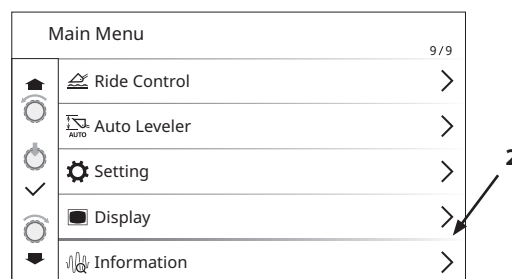 Main Menu
9/9
Ride Control
AUTO
Auto Leveler
Setting
Display
Information
2